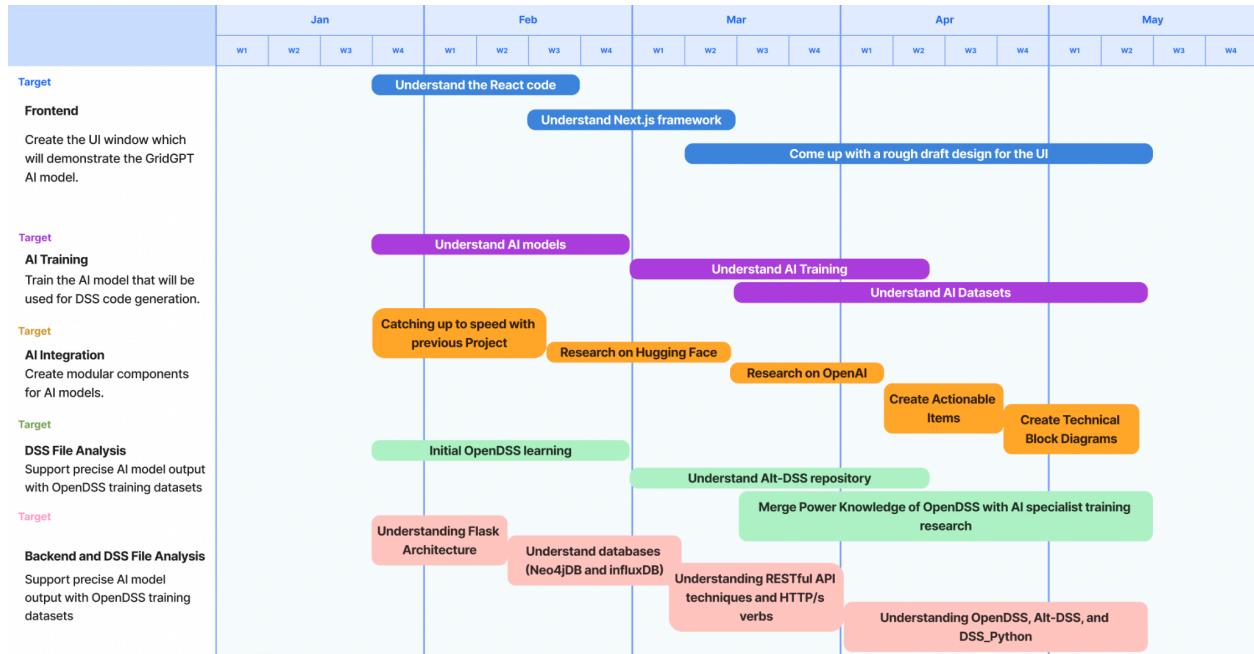 Jan Feb Mar Apr May
W1 W2 W3 W4 W1 W2 W3 W4 W1 W2 W3 W4 W1 W2 W3 W4 W1 W2 W3 W4
Target
Frontend
Create the UI window which
will demonstrate the GridGPT
AI model.
Understand the React code
Understand Next.js framework
Come up with a rough draft design for the UI
Target
AI Training
Train the AI model that will be
used for DSS code generation.
Understand AI models
Understand AI Training
Understand AI Datasets
Target
AI Integration
Create modular components
for AI models.
Catching up to speed with
previous Project
Research on Hugging Face
Research on OpenAI
Create Actionable
Items
Create Technical
Block Diagrams
Target
DSS File Analysis
Support precise AI model output
with OpenDSS training datasets
Initial OpenDSS learning
Understand Alt-DSS repository
Merge Power Knowledge of OpenDSS with AI specialist training
research
Target
Backend and DSS File Analysis
Support precise AI model
output with OpenDSS training
datasets
Understanding Flask
Architecture
Understand databases
(Neo4jDB and influxDB)
Understanding RESTful API
techniques and HTTP/s
verbs
Understanding OpenDSS, Alt-DSS, and
DSS_Python